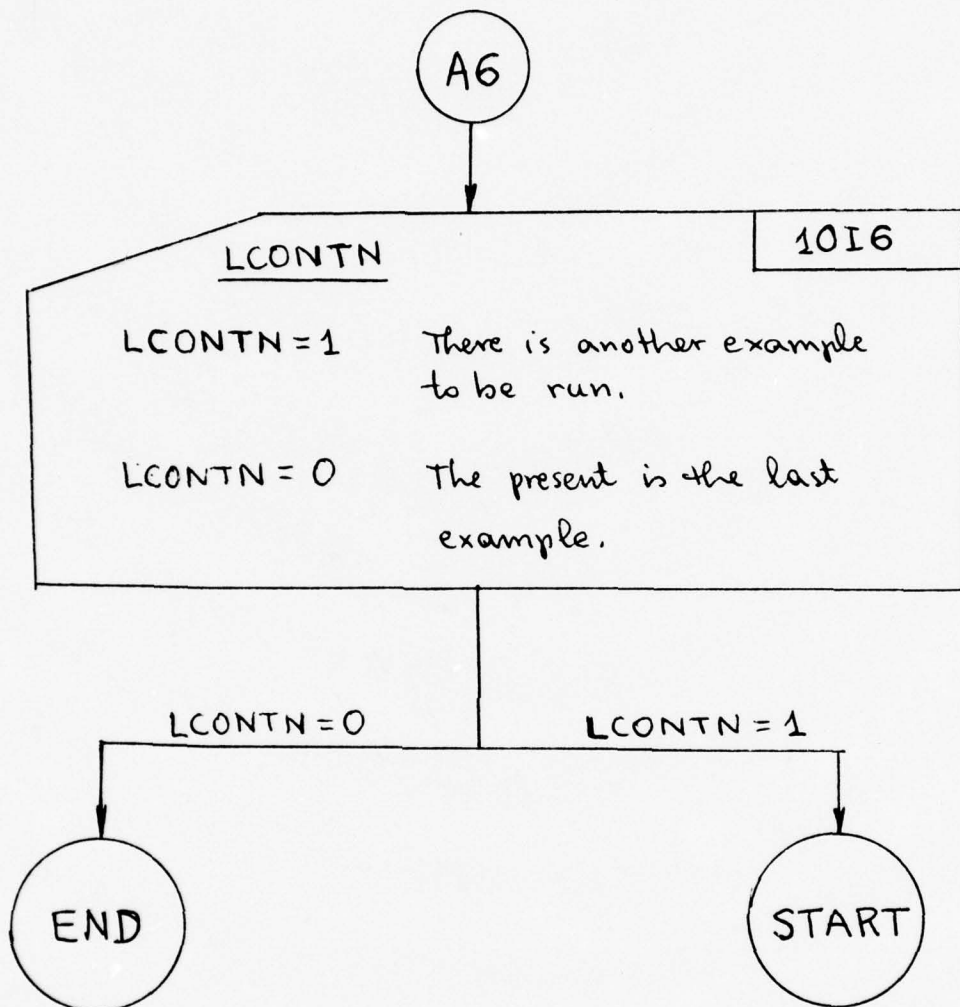 A6
LCONTN
10I6
LCONTN = 1 There is another example
to be run.
LCONTN = 0 The present is the last
example.
LCONTN = 0 LCONTN = 1
END START